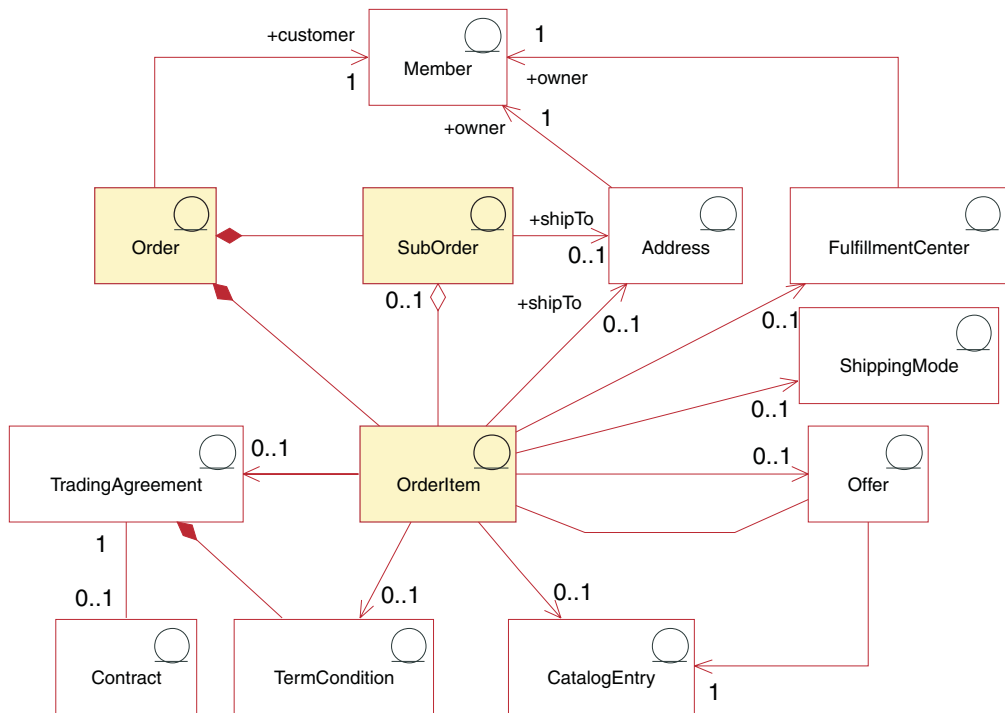 +customer
1
Member
1
+owner
+owner
1
Order
SubOrder
+shipTo
0..1
Address
FulfillmentCenter
0..1
+shipTo
0..1
0..1
ShippingMode
0..1
TradingAgreement
0..1
OrderItem
0..1
Offer
1
0..1
0..1
0..1
Contract
TermCondition
CatalogEntry
1